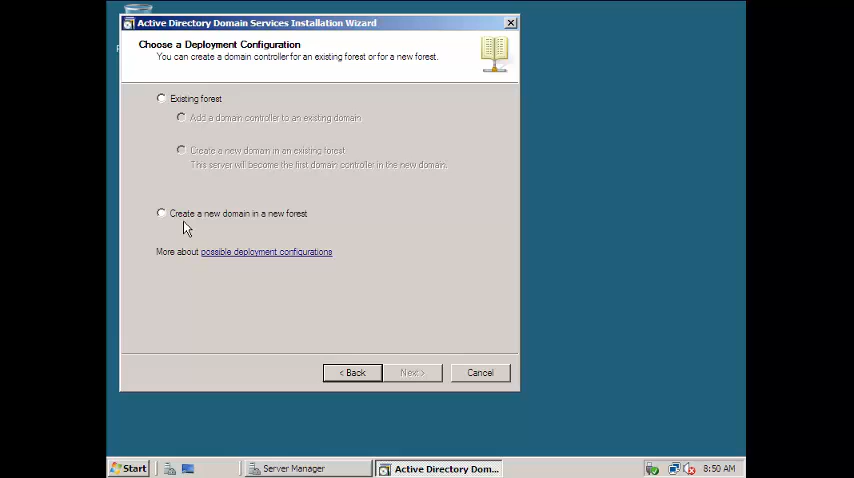 Active Directory Domain Services Installation Wizard
Choose a Deployment Configuration
You can create a domain controller for an existing forest or for a new forest.
Existing forest
Add a domain controller to an existing domain
Create a new domain in an existing forest
This server will become the first domain controller in the new domain.
Create a new domain in a new forest
More about possible deployment configurations
< Back
Next >
Cancel
Start
Server Manager
Active Directory Dom...
8:50 AM